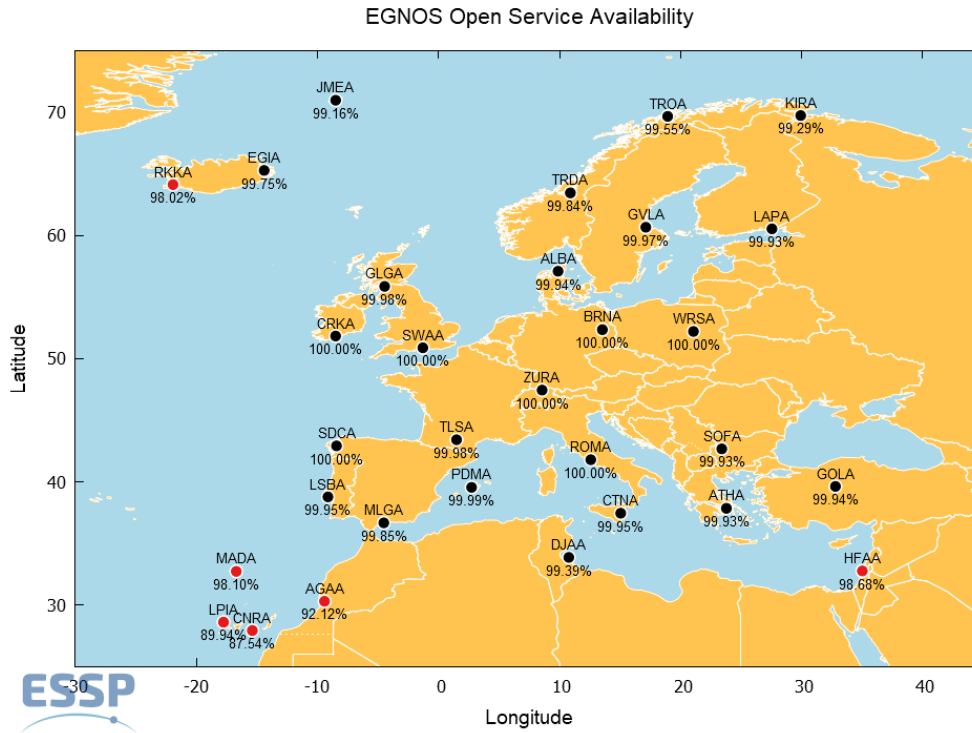 EGNOS Open Service Availability
JMEA
99.16%
TROA
99.55%
KIRA
99.29%
EGIA
99.75%
RKKA
98.02%
TRDA
99.84%
GVLA
99.97%
LAPA
99.93%
ALBA
99.94%
GLGA
99.98%
CRKA
100.00%
SWAA
100.00%
BRNA
100.00%
WRSA
100.00%
ZURA
100.00%
SDCA
100.00%
TLSA
99.98%
ROMA
100.00%
SOFA
99.93%
LSBA
99.95%
PDMA
99.99%
GOLA
99.94%
MLGA
99.85%
CTNA
99.95%
ATHA
99.93%
DJAA
99.39%
MADA
98.10%
HFAA
98.68%
AGAA
92.12%
LPIA
89.94%
CNRA
87.54%
70
60
50
40
30
Latitude
-30 -20 -10 0 10 20 30 40
Longitude
ESSP